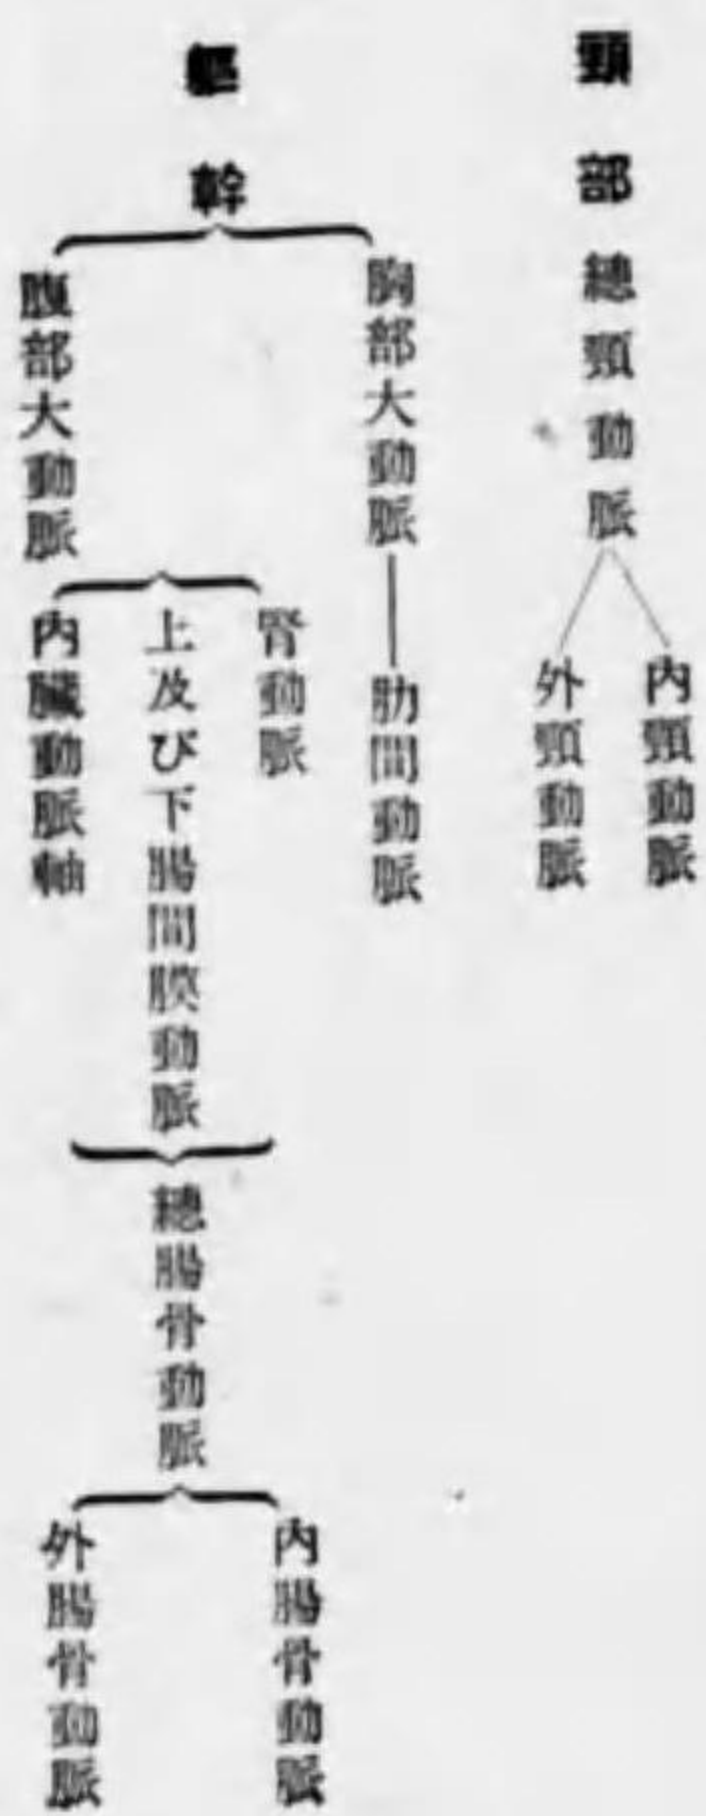 頸部
總頸動脈
內頸動脈
外頸動脈
軀幹
胸部大動脈
肋間動脈
腹部大動脈
腎動脈
上及び下腸間膜動脈
內臟動脈軸
總腸骨動脈
內腸骨動脈
外腸骨動脈